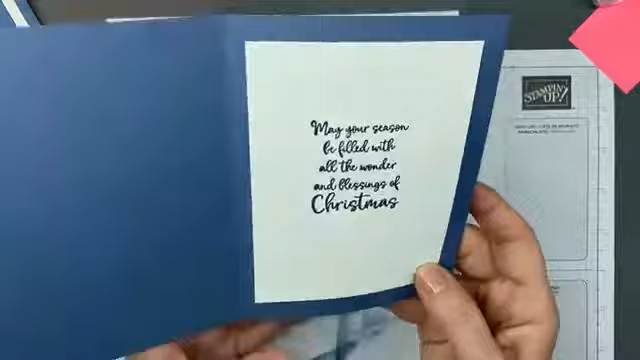 May your season
be filled with
all the wonder
and blessings of
Christmas
STAMPIN' UP!